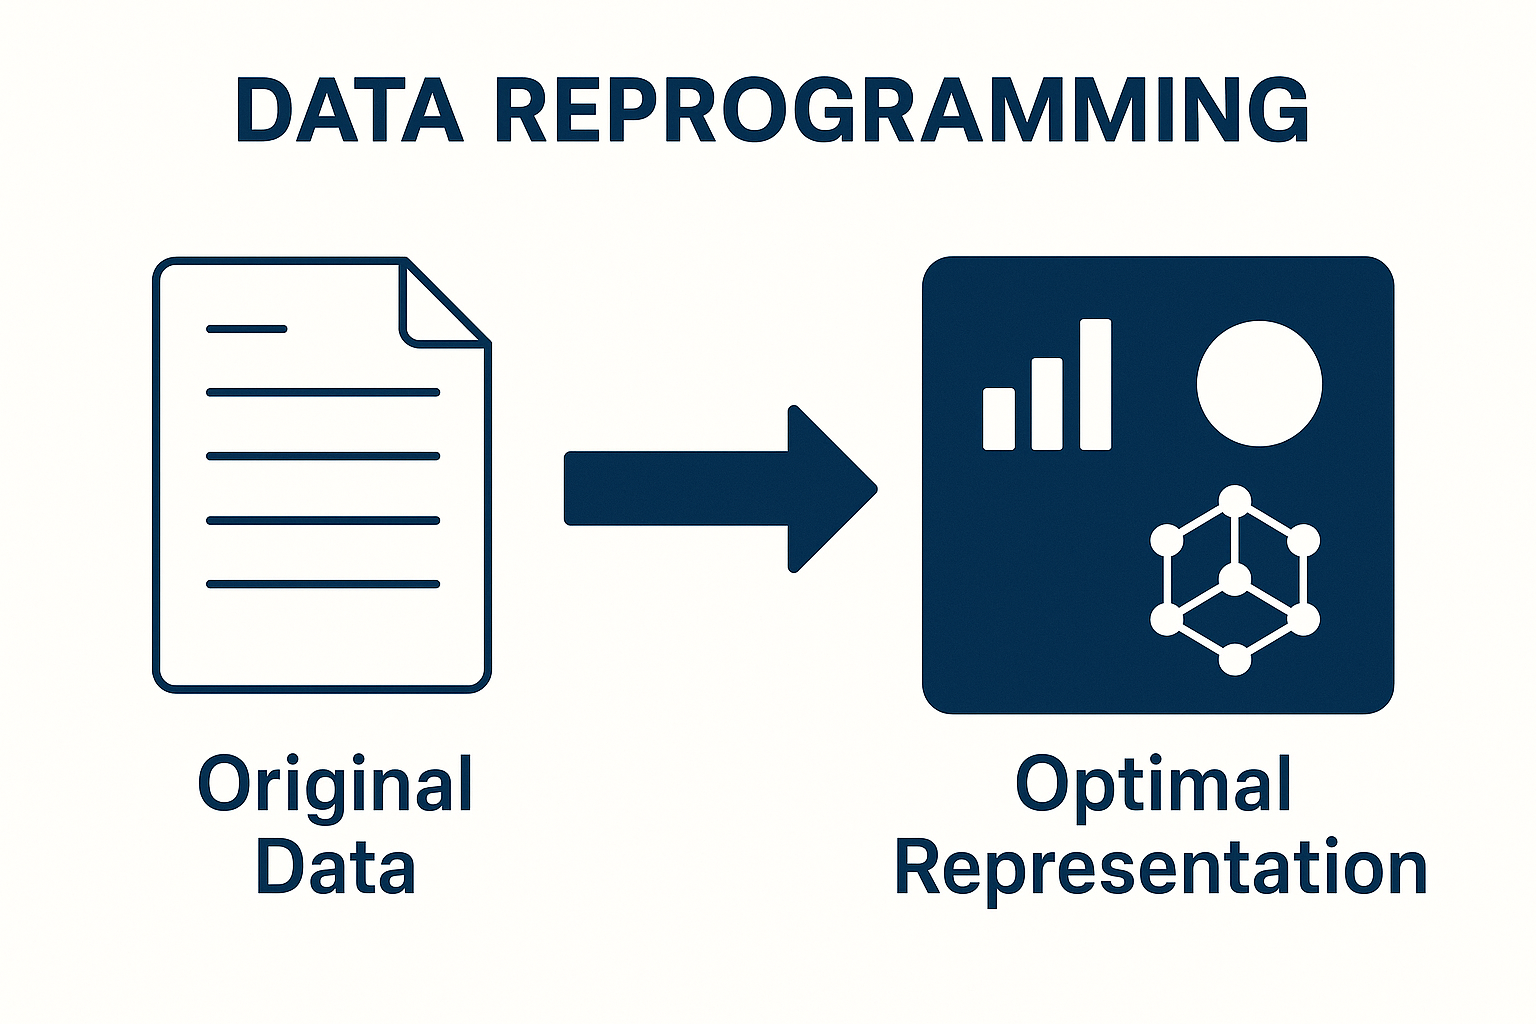 DATA REPROGRAMMING
Original
Data
Optimal
Representation